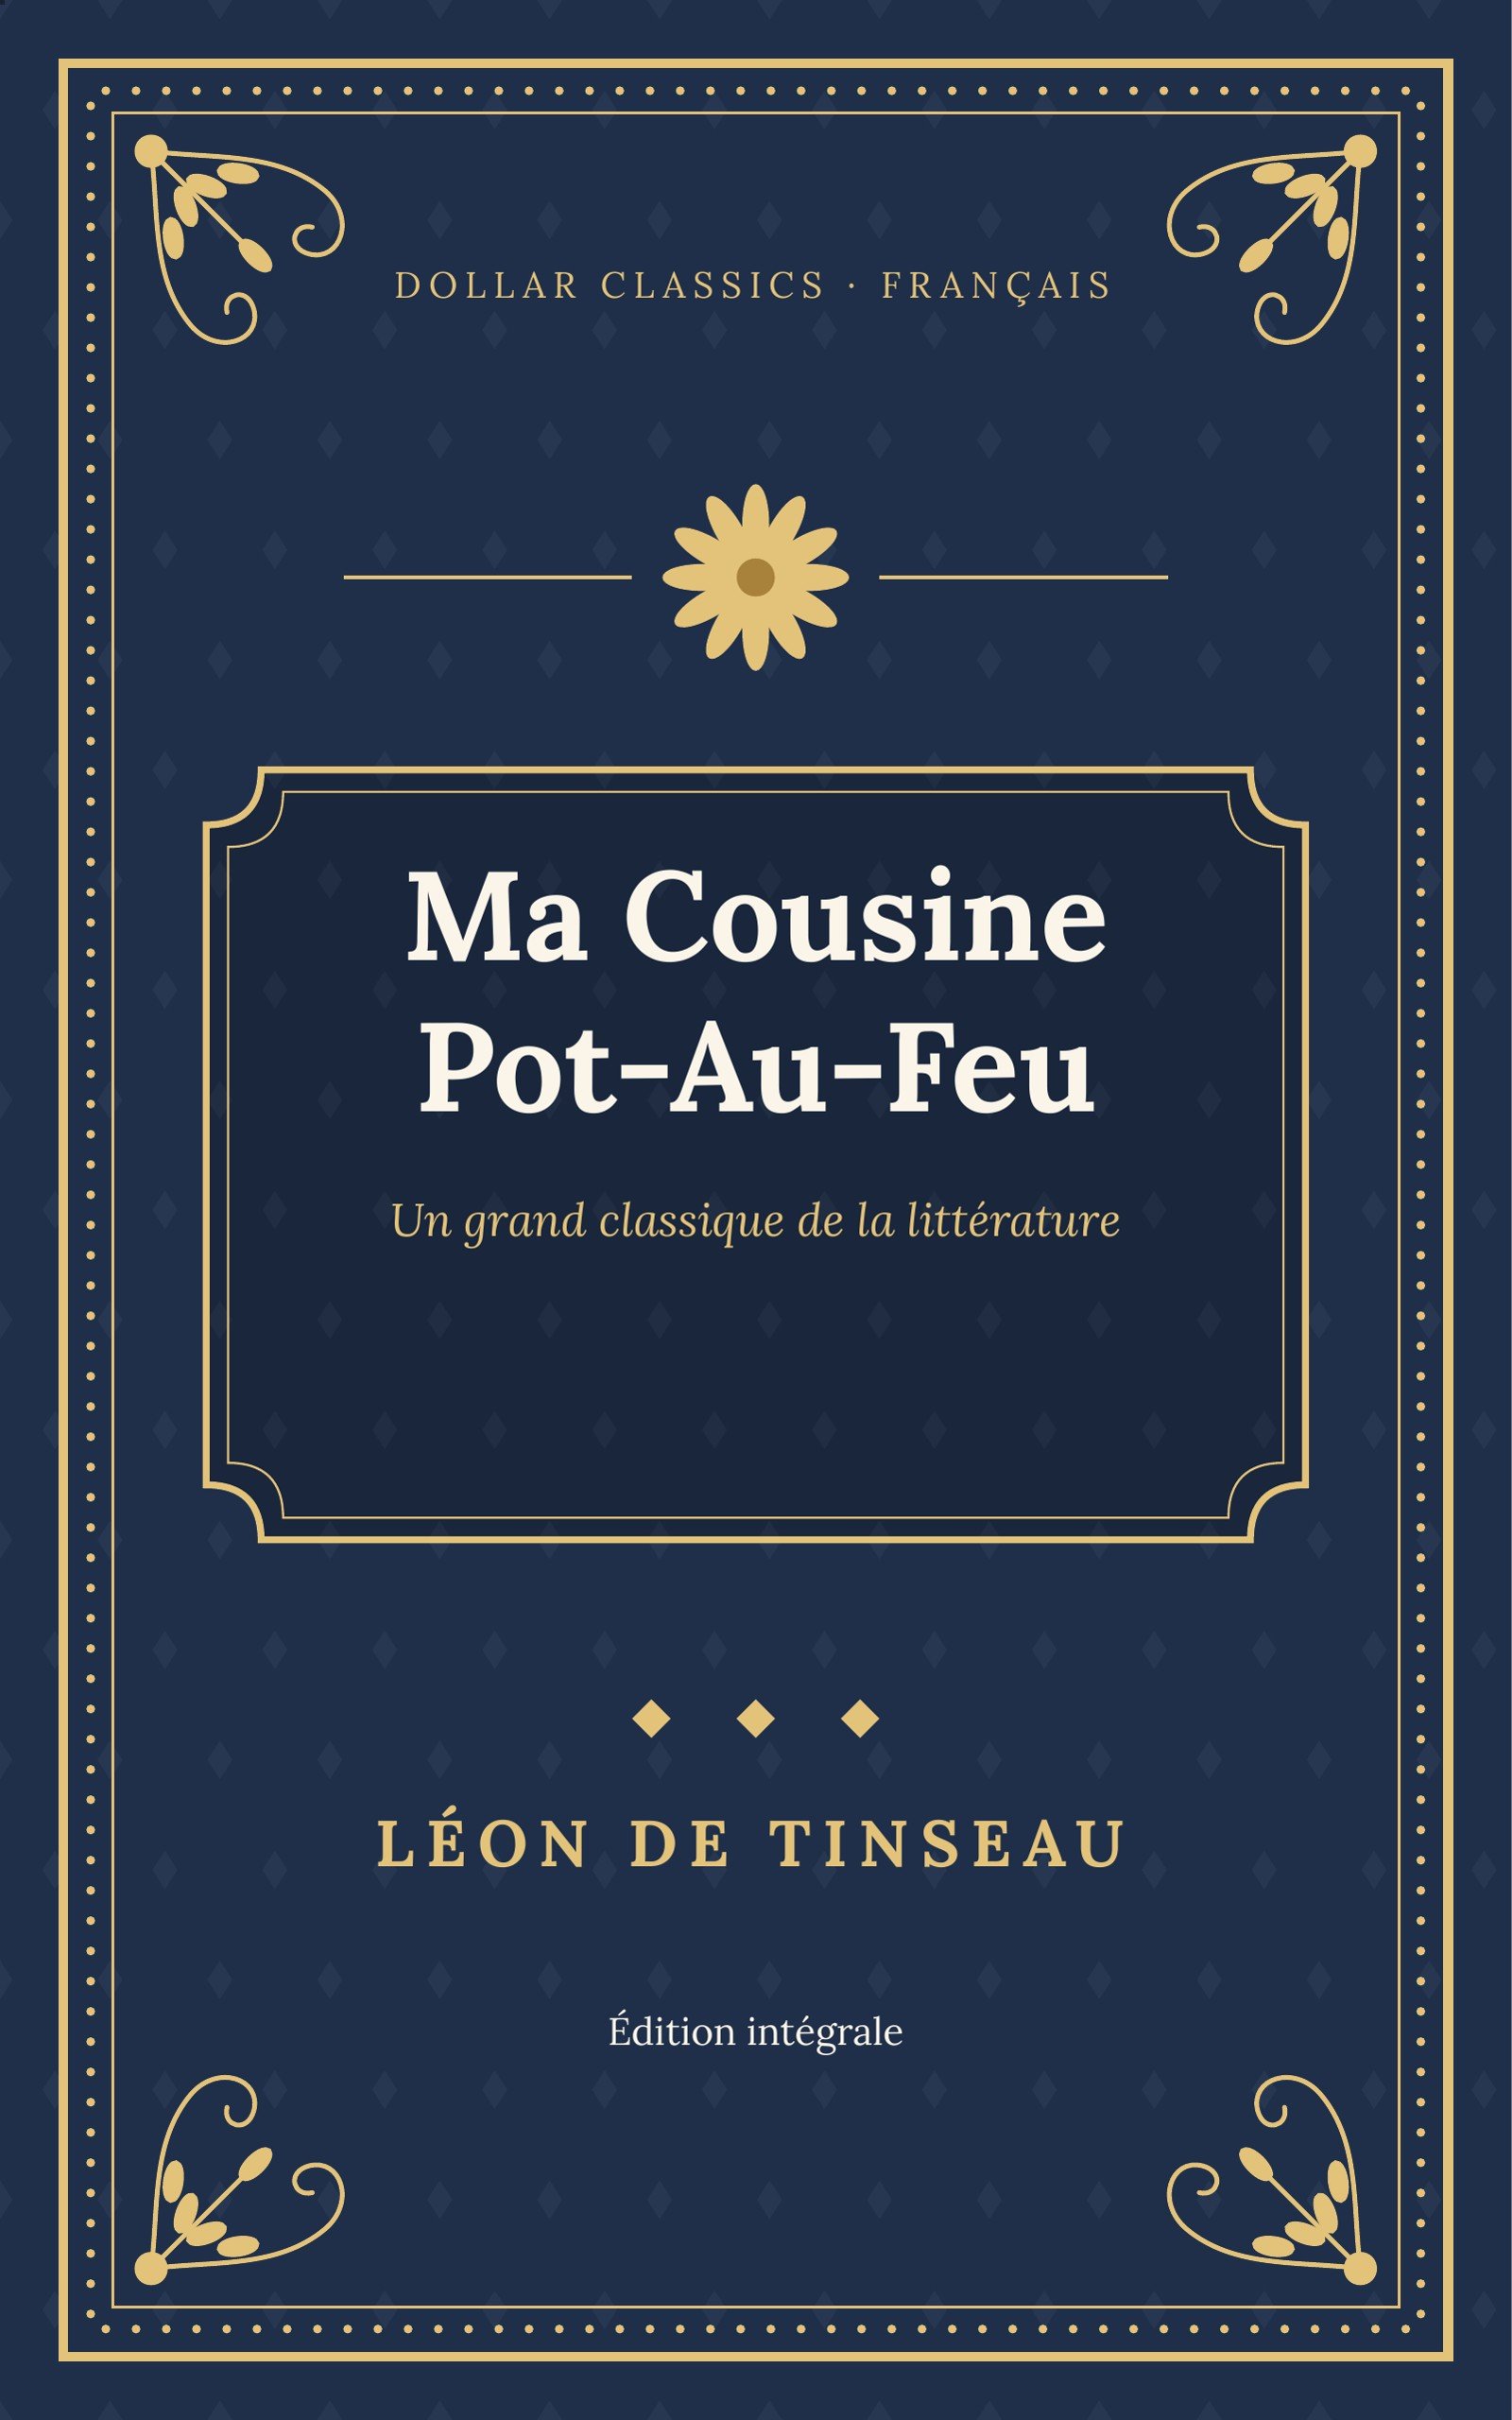 DOLLAR CLASSICS · FRANÇAIS
Ma Cousine
Pot-Au-Feu
Un grand classique de la littérature
LÉON DE TINSEAU
Édition intégrale